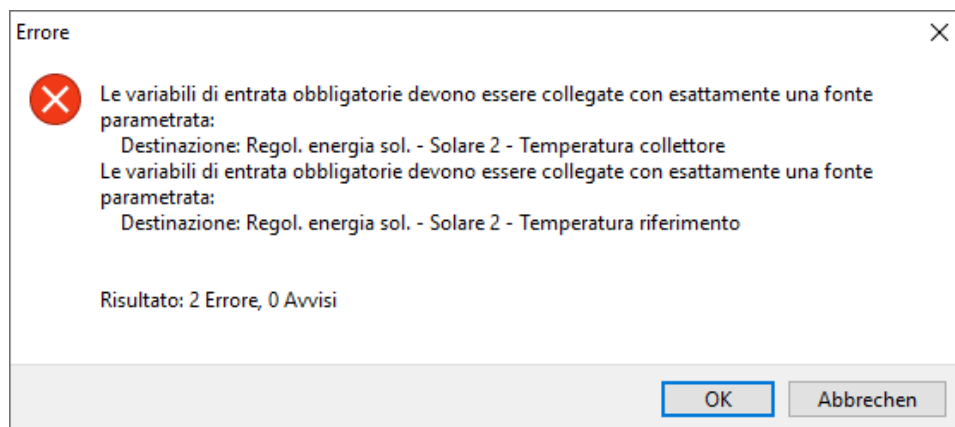 Errore
Le variabili di entrata obbligatorie devono essere collegate con esattamente una fonte
parametrata:
Destinazione: Regol. energia sol. - Solare 2 - Temperatura collettore
Le variabili di entrata obbligatorie devono essere collegate con esattamente una fonte
parametrata:
Destinazione: Regol. energia sol. - Solare 2 - Temperatura riferimento
Risultato: 2 Errore, 0 Avvisi
OK
Abbrechen